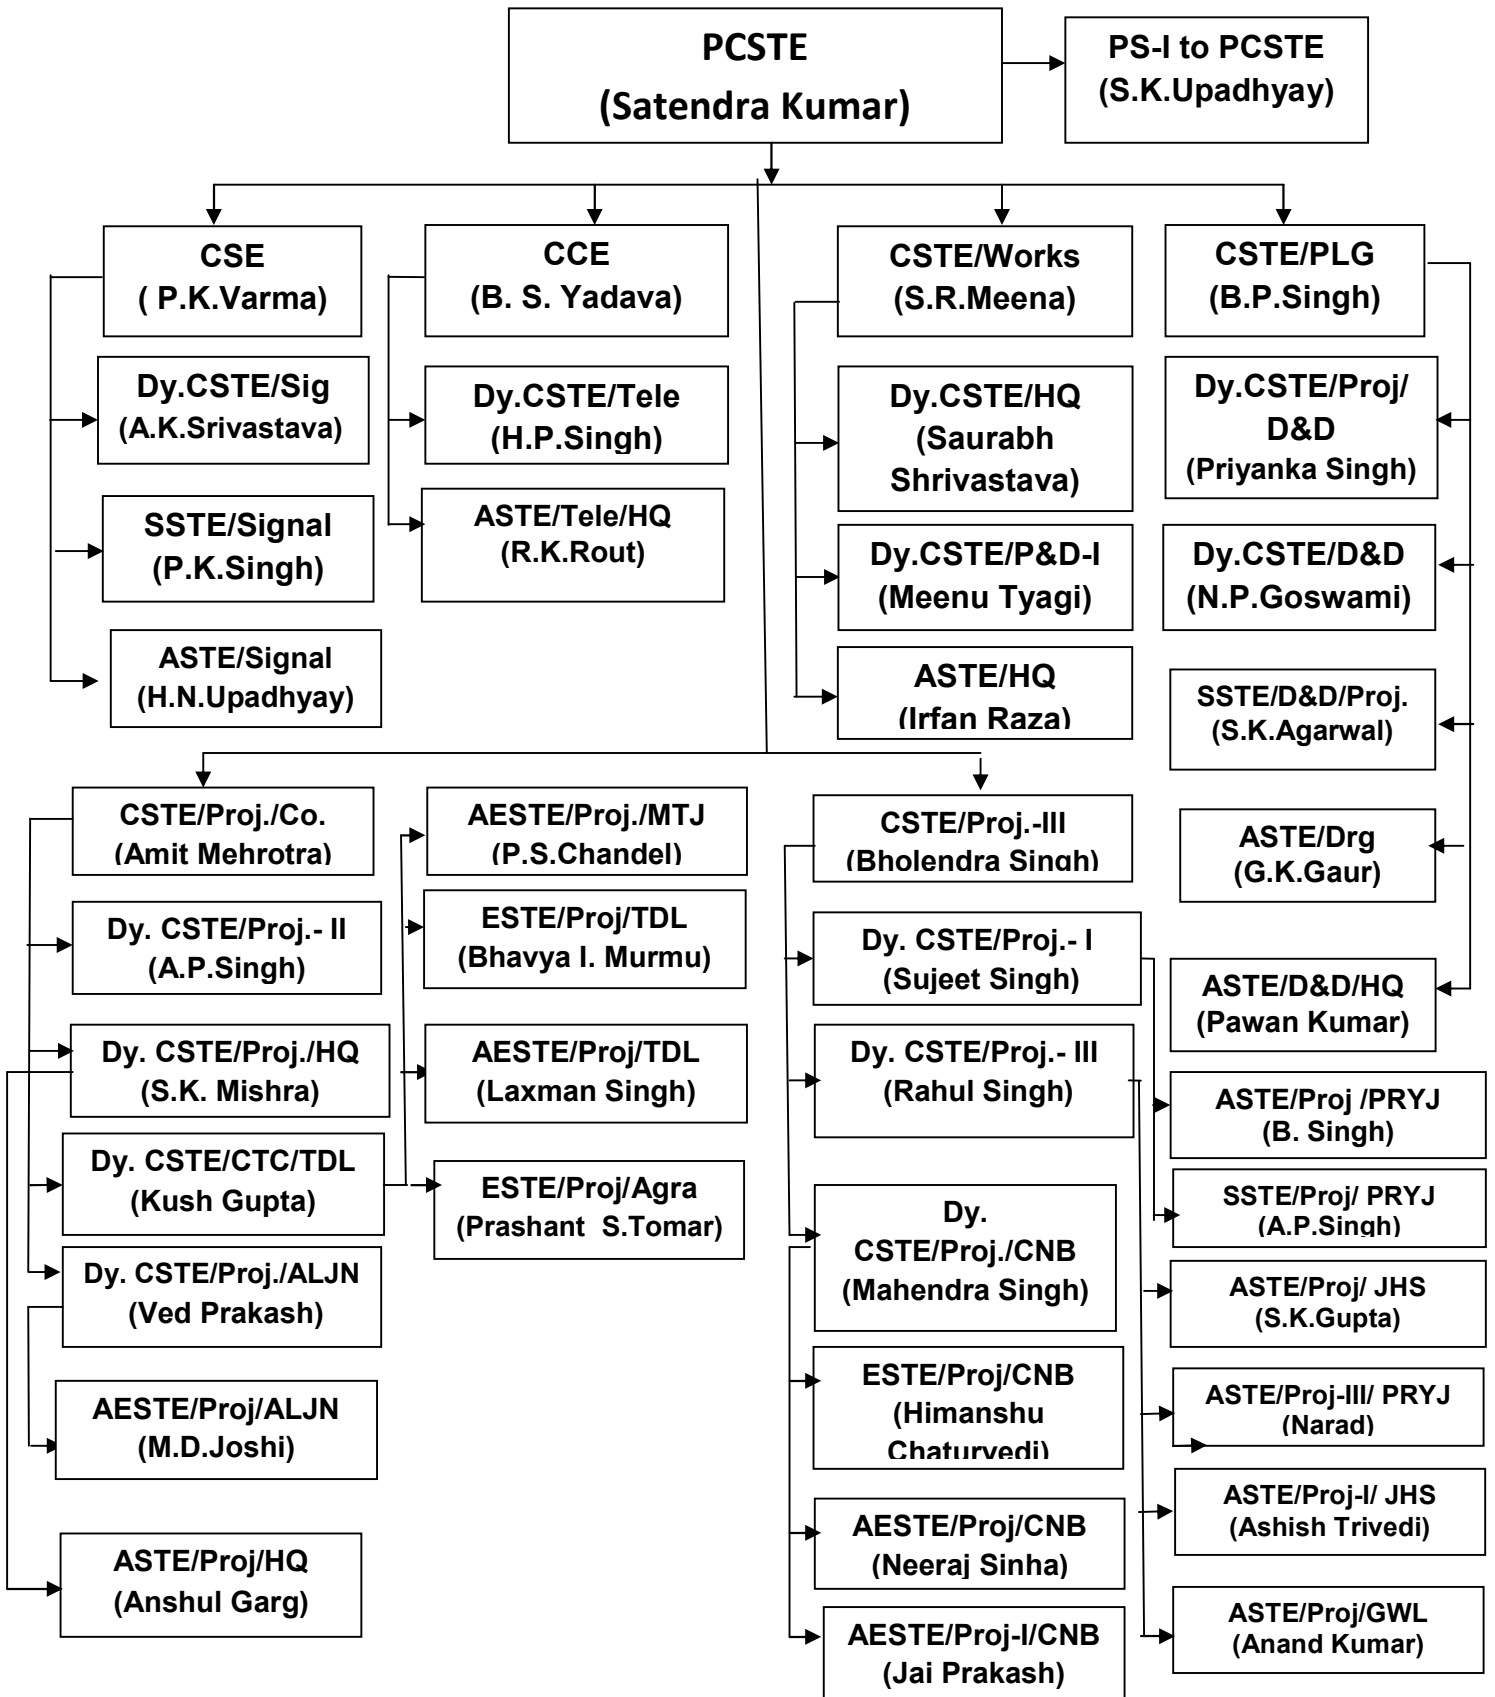 PCSTE
(Satendra Kumar)
PS-I to PCSTE
(S.K.Upadhyay)
CSE
( P.K.Varma)
CCE
(B. S. Yadava)
CSTE/Works
(S.R.Meena)
CSTE/PLG
(B.P.Singh)
Dy.CSTE/Sig
(A.K.Srivastava)
Dy.CSTE/Tele
(H.P.Singh)
Dy.CSTE/HQ
(Saurabh
Shrivastava)
Dy.CSTE/Proj/
D&D
(Priyanka Singh)
SSTE/Signal
(P.K.Singh)
ASTE/Tele/HQ
(R.K.Rout)
Dy.CSTE/P&D-I
(Meenu Tyagi)
Dy.CSTE/D&D
(N.P.Goswami)
ASTE/Signal
(H.N.Upadhyay)
ASTE/HQ
(Irfan Raza)
SSTE/D&D/Proj.
(S.K.Agarwal)
CSTE/Proj./Co.
(Amit Mehrotra)
AESTE/Proj./MTJ
(P.S.Chandel)
CSTE/Proj.-III
(Bholendra Singh)
ASTE/Drg
(G.K.Gaur)
Dy. CSTE/Proj.- II
(A.P.Singh)
ESTE/Proj/TDL
(Bhavya I. Murmu)
Dy. CSTE/Proj.- I
(Sujeet Singh)
ASTE/D&D/HQ
(Pawan Kumar)
Dy. CSTE/Proj./HQ
(S.K. Mishra)
AESTE/Proj/TDL
(Laxman Singh)
Dy. CSTE/Proj.- III
(Rahul Singh)
ASTE/Proj /PRYJ
(B. Singh)
Dy. CSTE/CTC/TDL
(Kush Gupta)
ESTE/Proj/Agra
(Prashant  S.Tomar)
Dy.
CSTE/Proj./CNB
(Mahendra Singh)
SSTE/Proj/ PRYJ
(A.P.Singh)
Dy. CSTE/Proj./ALJN
(Ved Prakash)
ASTE/Proj/ JHS
(S.K.Gupta)
AESTE/Proj/ALJN
(M.D.Joshi)
ESTE/Proj/CNB
(Himanshu
Chaturvedi)
ASTE/Proj-III/ PRYJ
(Narad)
ASTE/Proj/HQ
(Anshul Garg)
AESTE/Proj/CNB
(Neeraj Sinha)
ASTE/Proj-I/ JHS
(Ashish Trivedi)
AESTE/Proj-I/CNB
(Jai Prakash)
ASTE/Proj/GWL
(Anand Kumar)